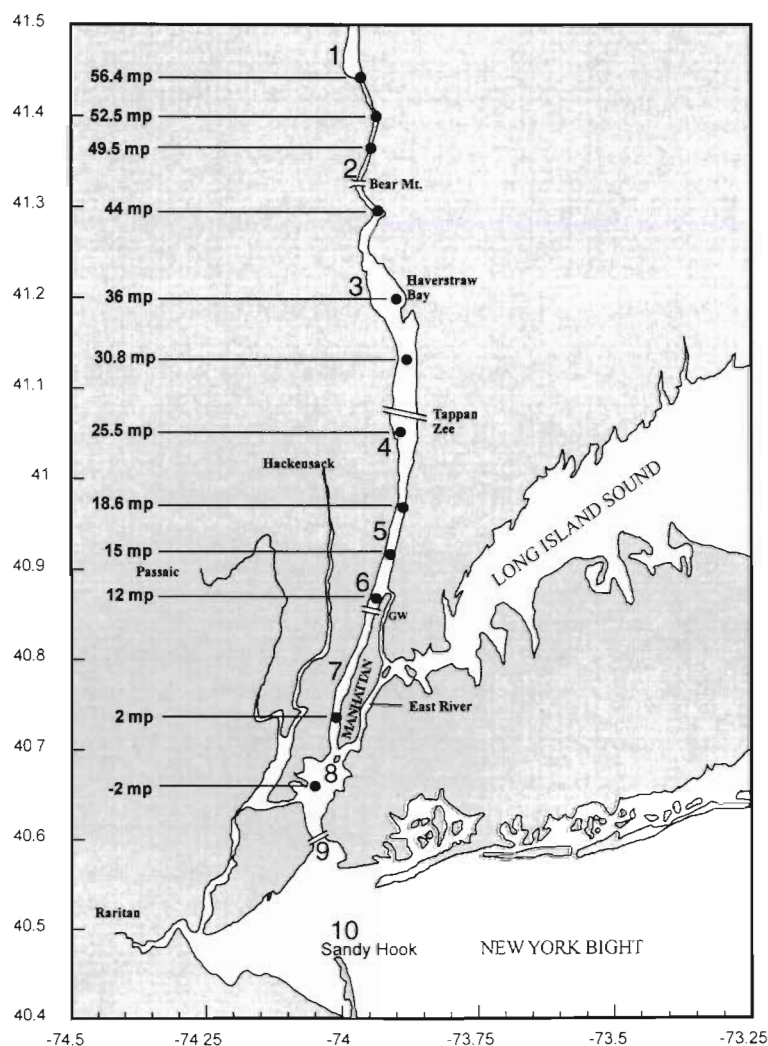 41.5
1
56.4 mp
41.4
52.5 mp
49.5 mp
2
Bear Mt.
41.3
44 mp
Haverstraw
Bay
3
41.2
36 mp
30.8 mp
41.1
Tappan
Zee
25.5 mp
4
Hackensack
41
LONG ISLAND SOUND
18.6 mp
5
15 mp
40.9
Passaic
6
12 mp
GW
40.8
7
MANHATTAN
East River
2 mp
40.7
8
-2 mp
40.6
9
Raritan
40.5
10
Sandy Hook
NEW YORK BIGHT
40.4
-74.5
-74.25
-74
-73.75
-73.5
-73.25